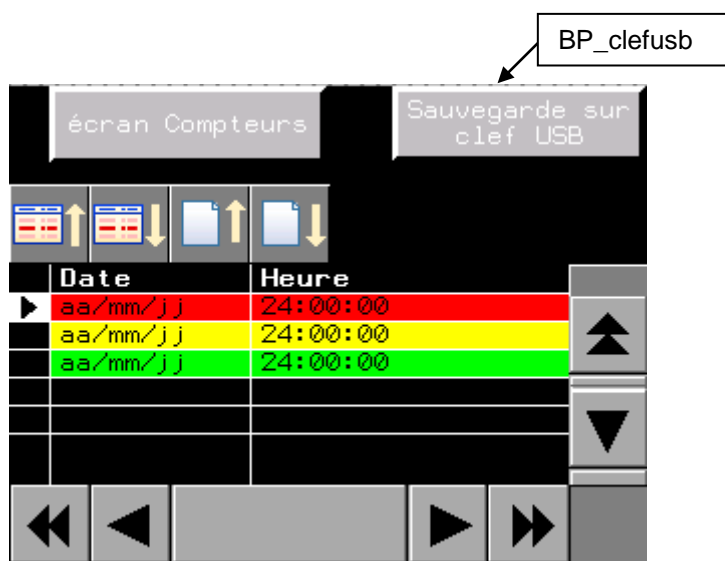 BP_clefusb
écran Compteurs
Sauvegarde sur
clef USB
Date Heure
aa/mm/jj 24:00:00
aa/mm/jj 24:00:00
aa/mm/jj 24:00:00